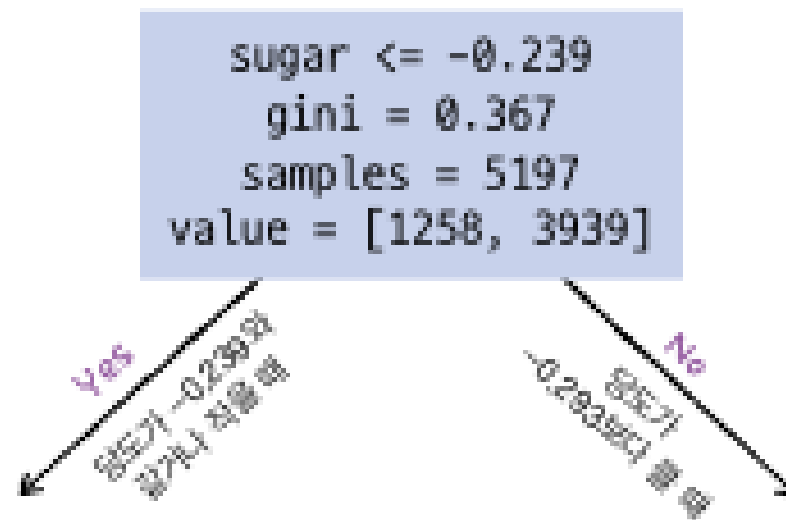 sugar <= -0.239
gini = 0.367
samples = 5197
value = [1258, 3939]
Yes
당도가 -0.239와
같거나 작을 때
No
당도가
-0.2939보다 클 때